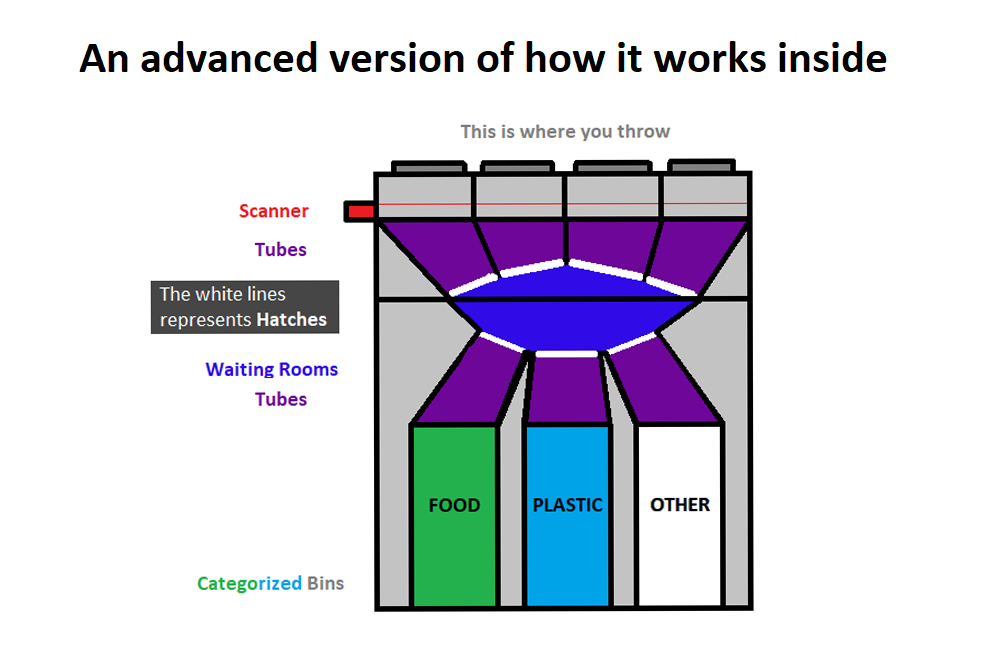 An advanced version of how it works inside
This is where you throw
Scanner
Tubes
The white lines
represents Hatches
Waiting Rooms
Tubes
FOOD
PLASTIC
OTHER
Categorized Bins